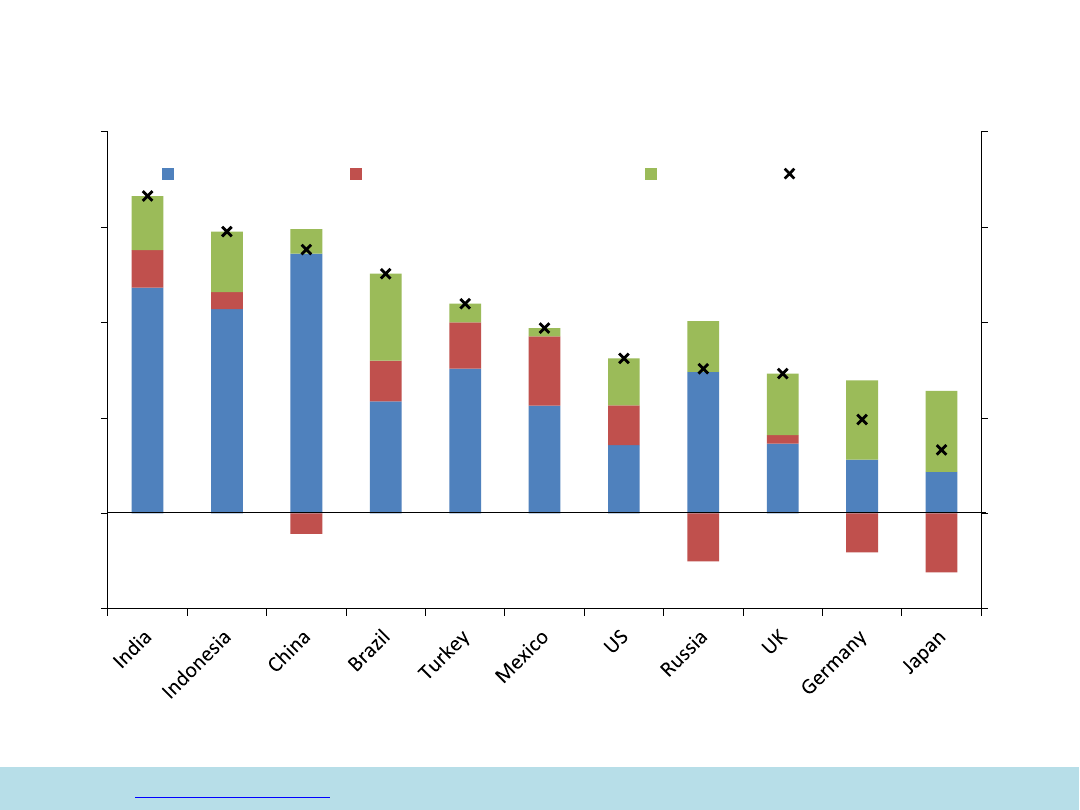 India
Indonesia
China
Brazil
Turkey
Mexico
US
Russia
UK
Germany
Japan